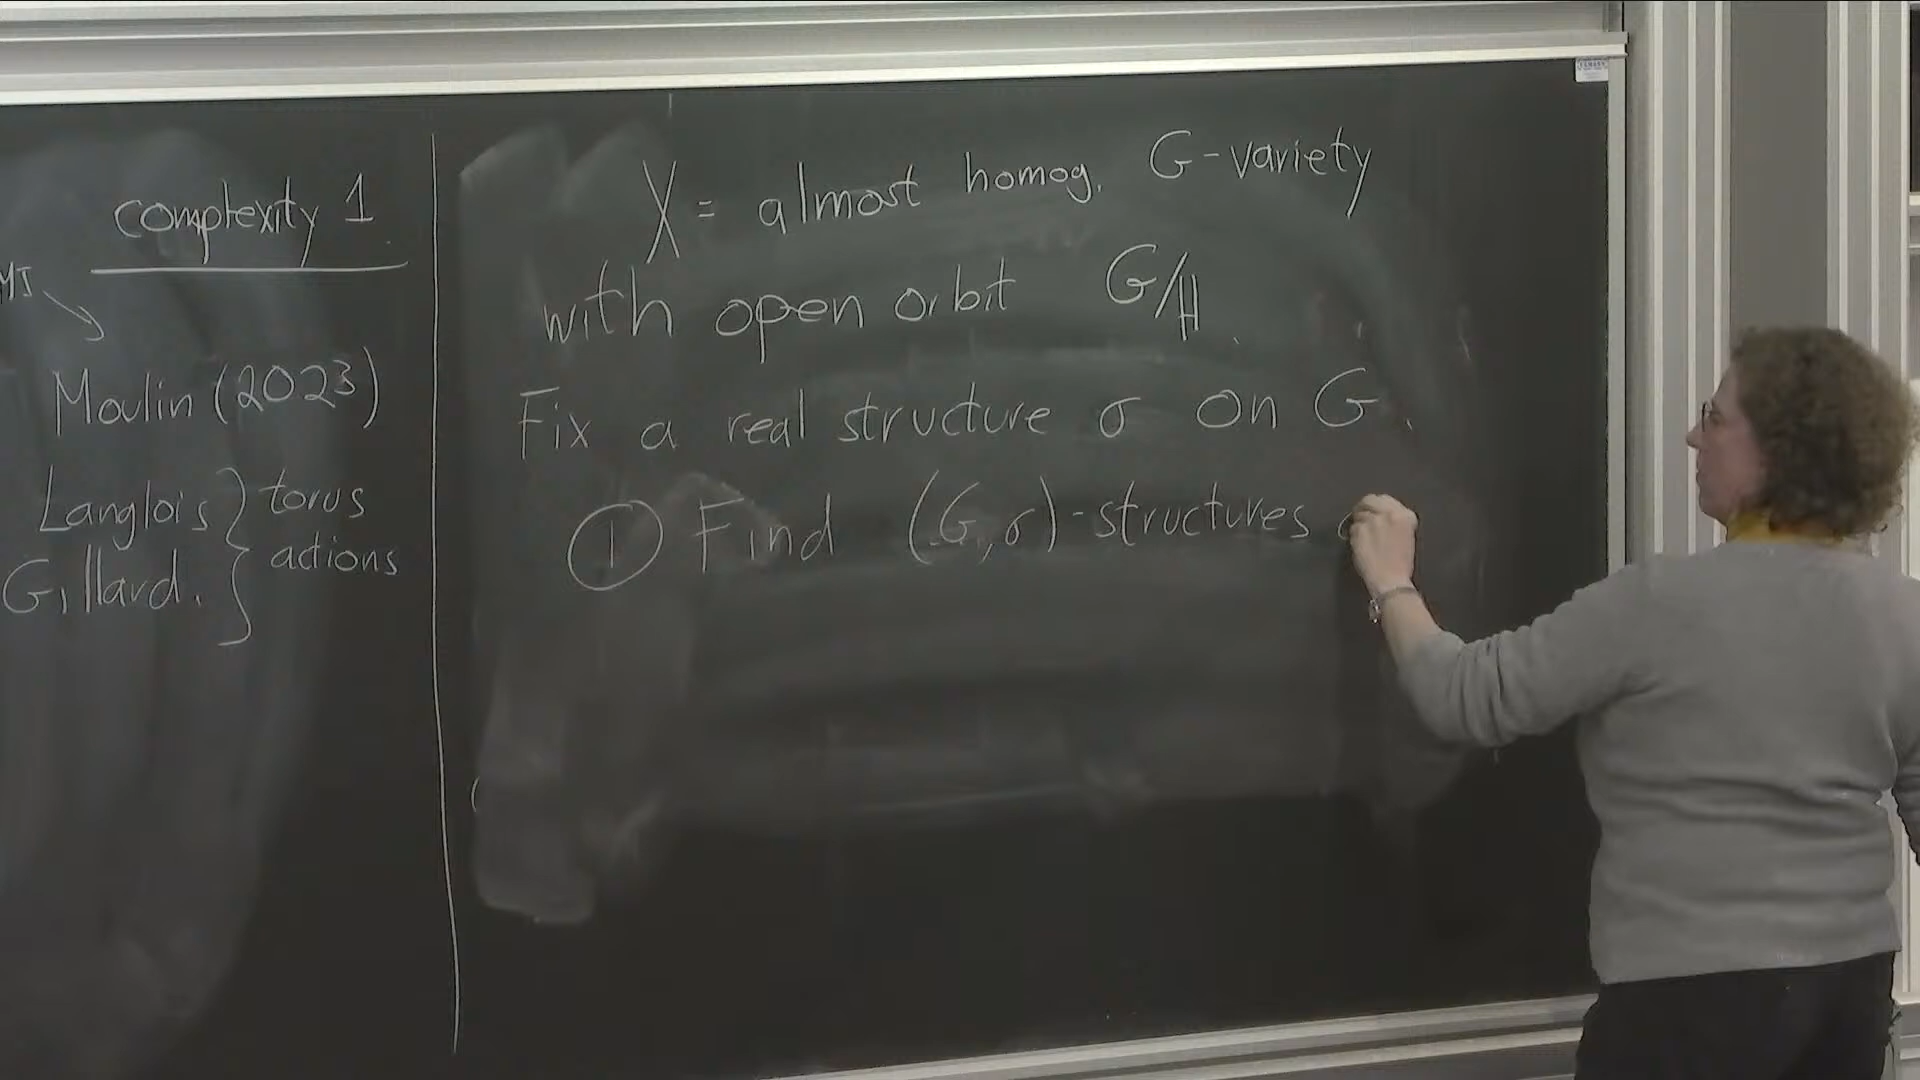 complexity 1
MJ
Moulin (2023)
Langlois } torus
Gillard. } actions
X = almost homog. G-variety
with open orbit G/H.
Fix a real structure σ on G.
① Find (G,σ)-structures